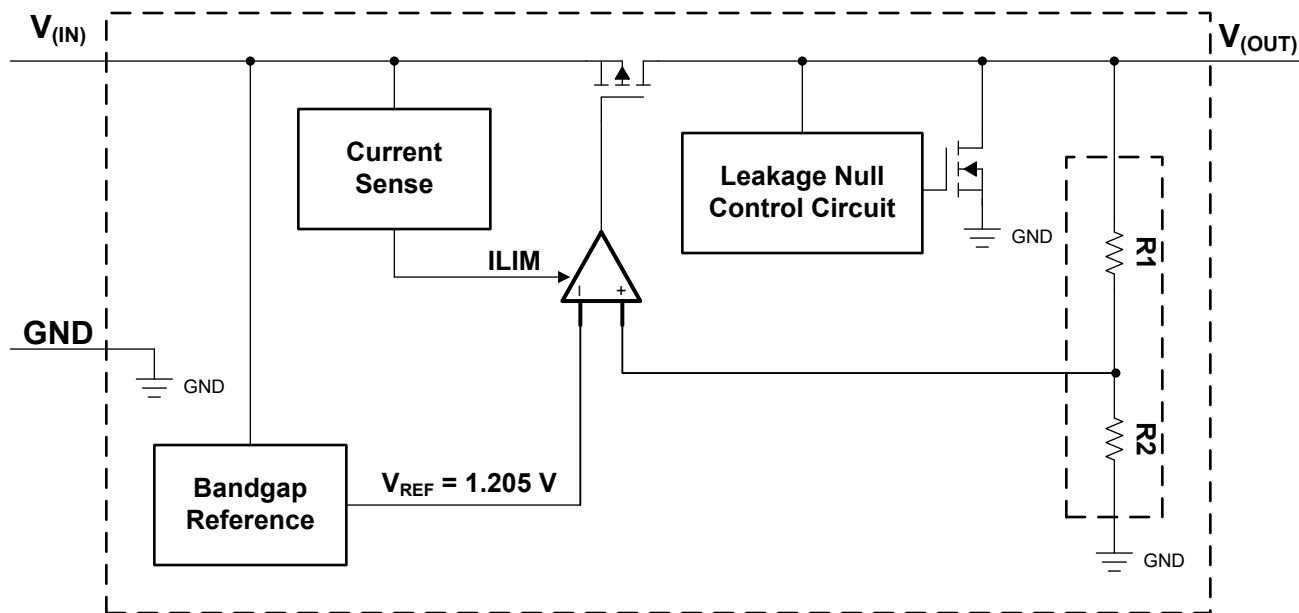 V(IN)
V(OUT)
Current
Sense
Leakage Null
Control Circuit
GND
R1
ILIM
– +
GND
GND
R2
VREF = 1.205 V
Bandgap
Reference
GND